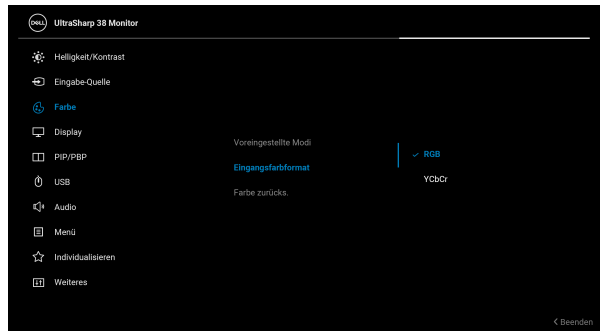 DELL UltraSharp 38 Monitor
Helligkeit/Kontrast
Eingabe-Quelle
Farbe
Display
PIP/PBP
USB
Audio
Menü
Individualisieren
Weiteres
Voreingestellte Modi
Eingangsfarbformat
Farbe zurücks.
RGB
YCbCr
Beenden